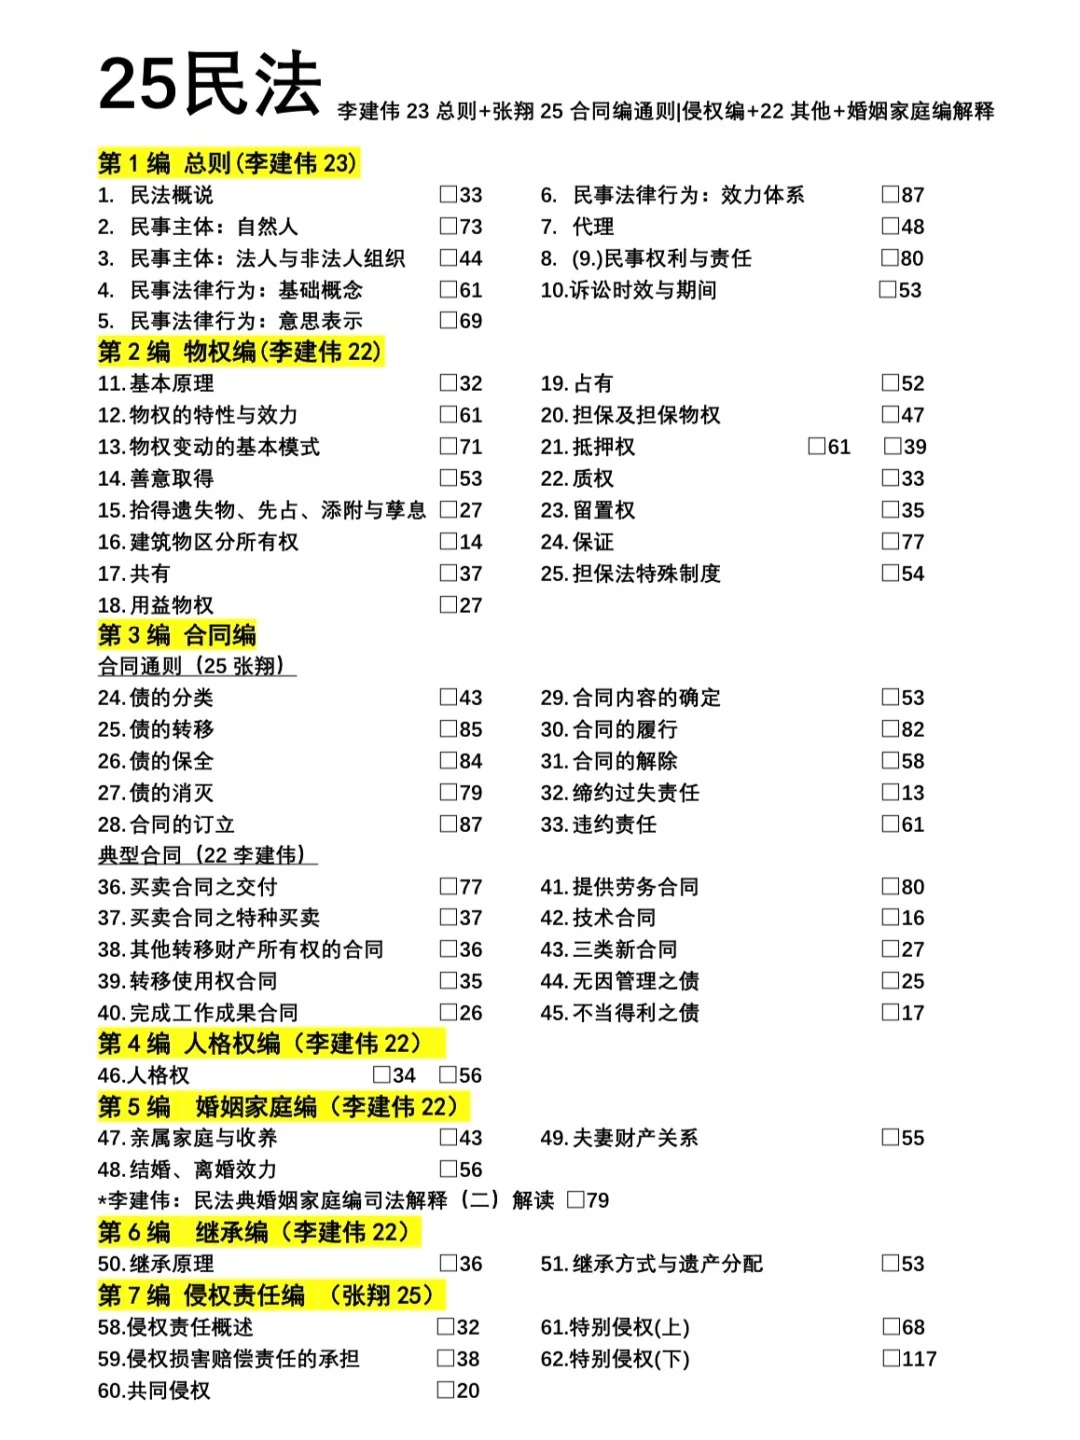 25民法 李建伟 23 总则+张翔 25 合同编通则|侵权编+22 其他+婚姻家庭编解释
第 1 编 总则(李建伟 23)
1. 民法概说 □33 6. 民事法律行为：效力体系 □87
2. 民事主体：自然人 □73 7. 代理 □48
3. 民事主体：法人与非法人组织 □44 8. (9.)民事权利与责任 □80
4. 民事法律行为：基础概念 □61 10.诉讼时效与期间 □53
5. 民事法律行为：意思表示 □69
第 2 编 物权编(李建伟 22)
11.基本原理 □32 19.占有 □52
12.物权的特性与效力 □61 20.担保及担保物权 □47
13.物权变动的基本模式 □71 21.抵押权 □61 □39
14.善意取得 □53 22.质权 □33
15.拾得遗失物、先占、添附与孳息 □27 23.留置权 □35
16.建筑物区分所有权 □14 24.保证 □77
17.共有 □37 25.担保法特殊制度 □54
18.用益物权 □27
第 3 编 合同编
合同通则（25 张翔）
24.债的分类 □43 29.合同内容的确定 □53
25.债的转移 □85 30.合同的履行 □82
26.债的保全 □84 31.合同的解除 □58
27.债的消灭 □79 32.缔约过失责任 □13
28.合同的订立 □87 33.违约责任 □61
典型合同（22 李建伟）
36.买卖合同之交付 □77 41.提供劳务合同 □80
37.买卖合同之特种买卖 □37 42.技术合同 □16
38.其他转移财产所有权的合同 □36 43.三类新合同 □27
39.转移使用权合同 □35 44.无因管理之债 □25
40.完成工作成果合同 □26 45.不当得利之债 □17
第 4 编 人格权编（李建伟 22）
46.人格权 □34 □56
第 5 编 婚姻家庭编（李建伟 22）
47.亲属家庭与收养 □43 49.夫妻财产关系 □55
48.结婚、离婚效力 □56
*李建伟：民法典婚姻家庭编司法解释（二）解读 □79
第 6 编 继承编（李建伟 22）
50.继承原理 □36 51.继承方式与遗产分配 □53
第 7 编 侵权责任编 （张翔 25）
58.侵权责任概述 □32 61.特别侵权(上) □68
59.侵权损害赔偿责任的承担 □38 62.特别侵权(下) □117
60.共同侵权 □20